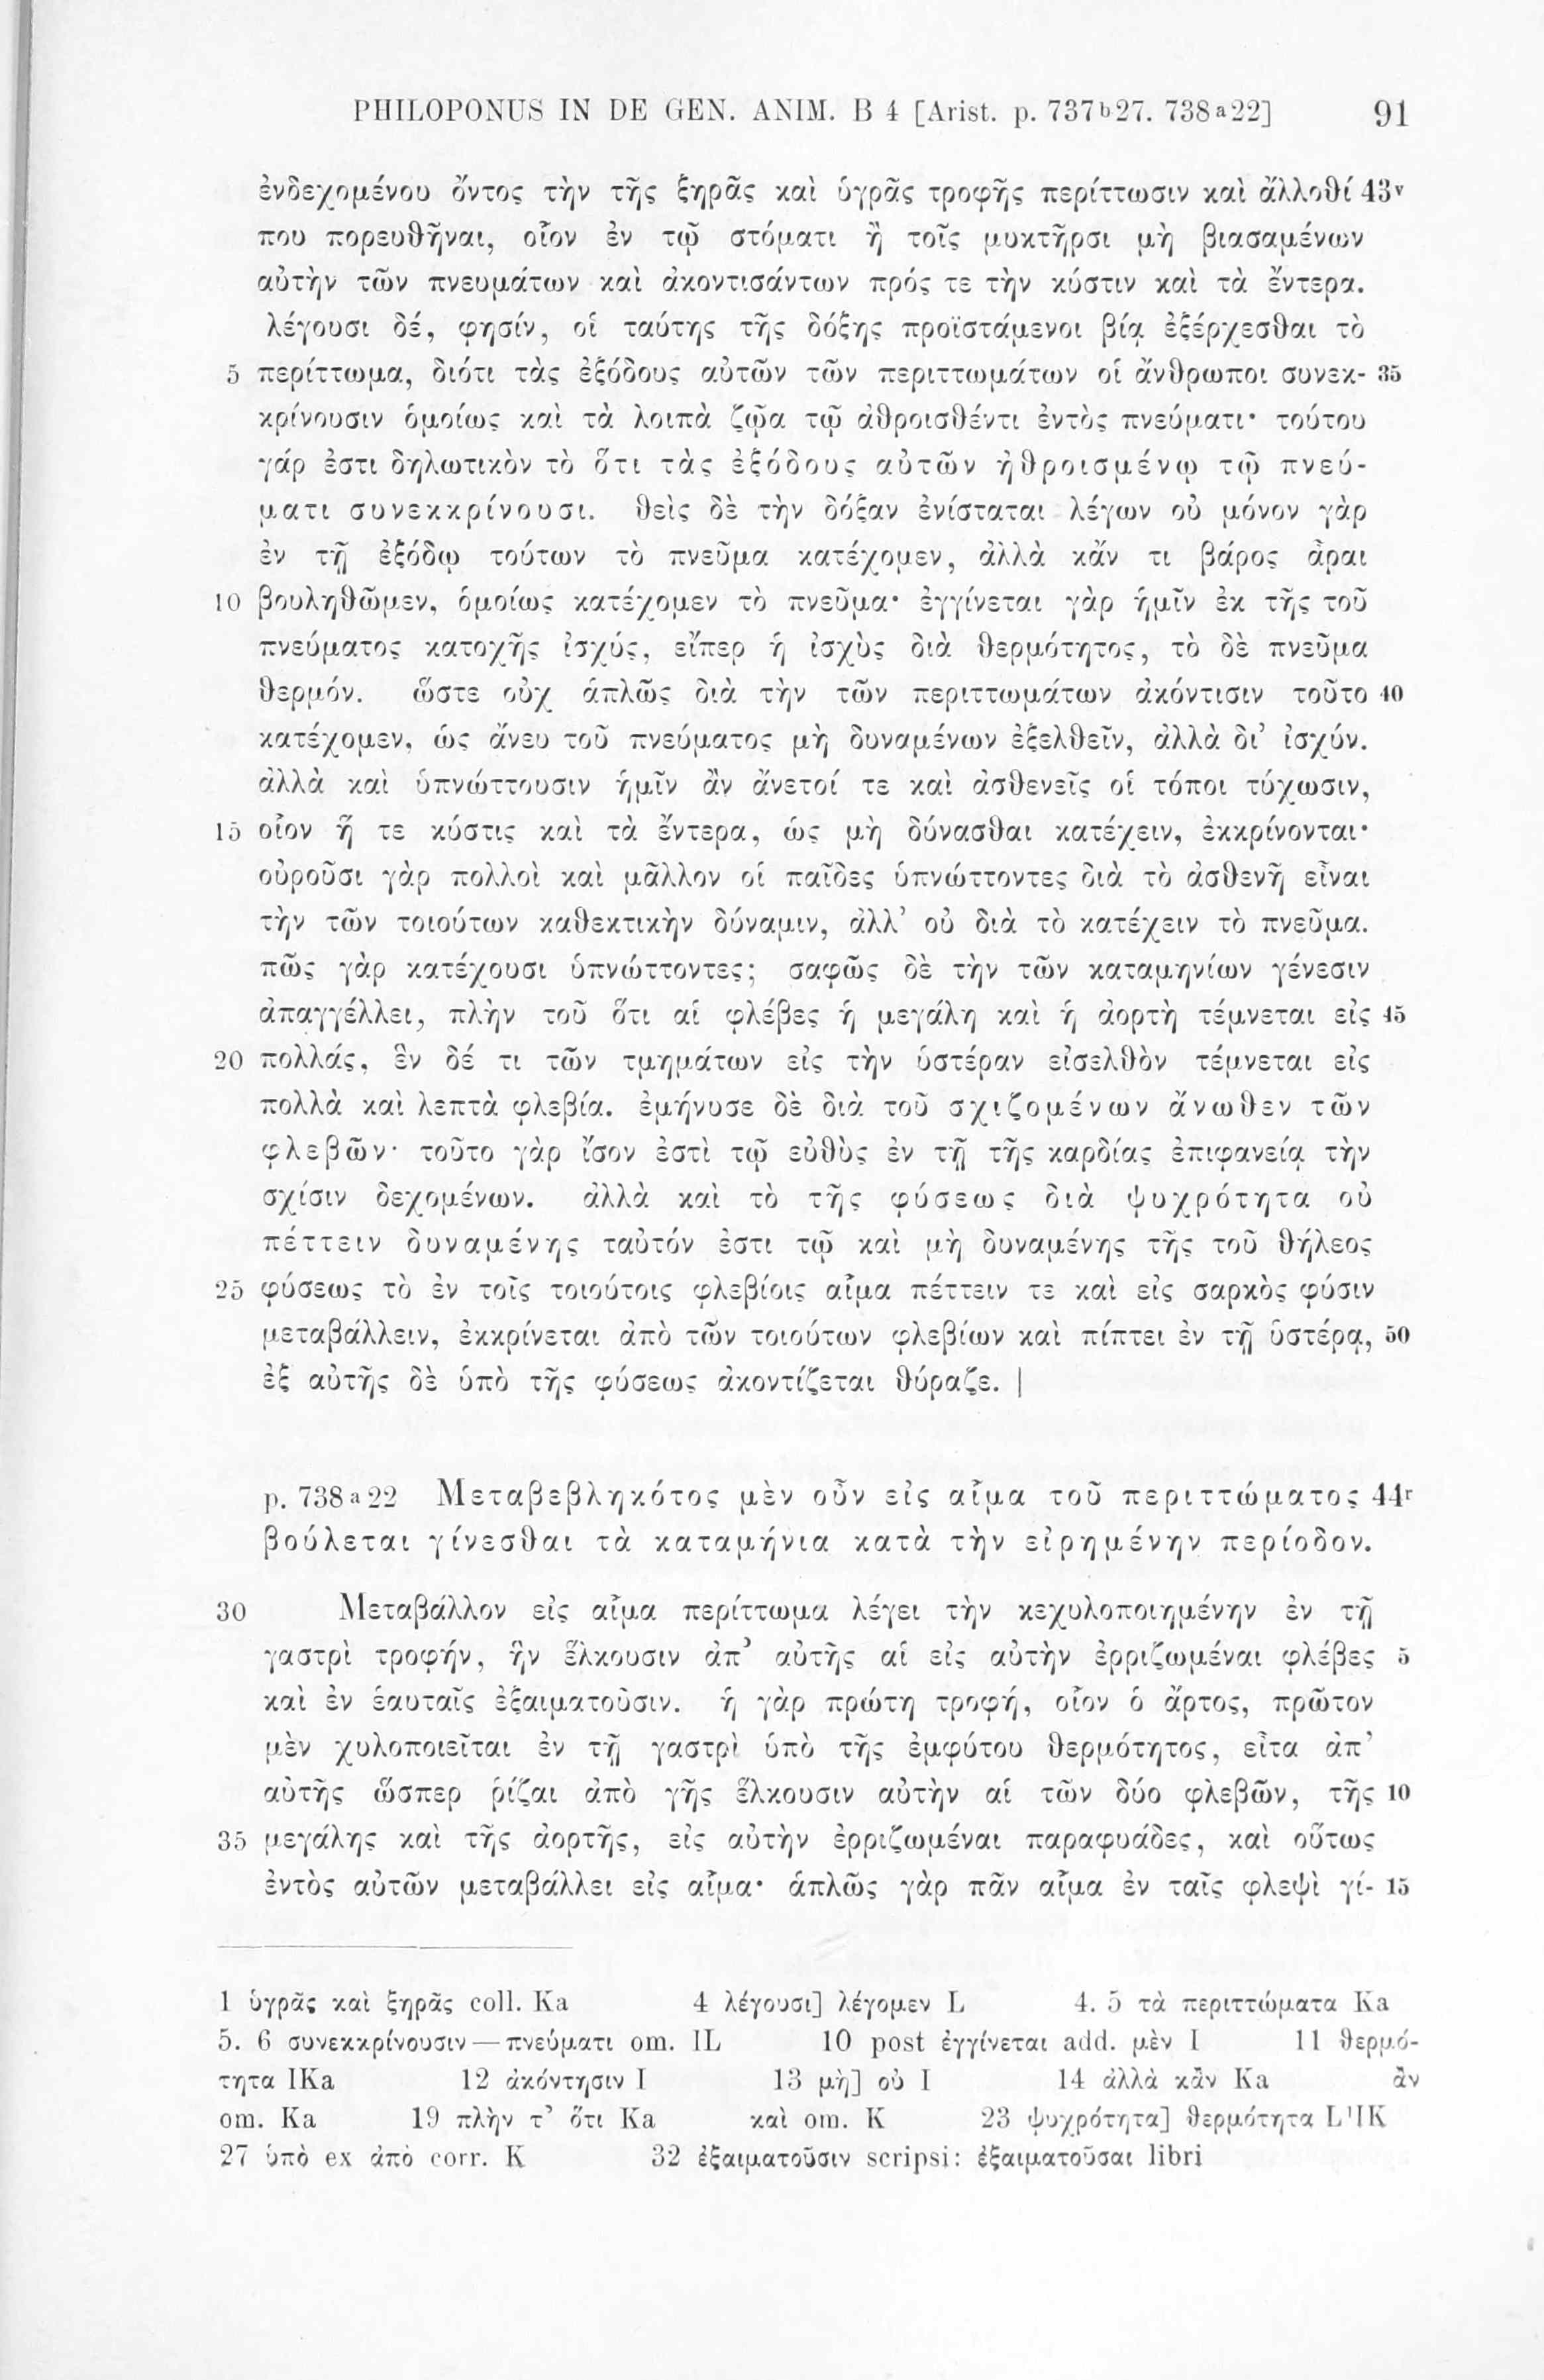 PHILOPONUS IN DE GEN. ANIM. B 4 [Arist. p. 737b27. 738a22] 91
ἐνδεχομένου ὄντος τὴν τῆς ξηρᾶς καὶ ὑγρᾶς τροφῆς περίττωσιν καὶ ἄλλοθί 43v
που πορευθῆναι, οἷον ἐν τῷ στόματι ἢ τοῖς μυκτῆρσι μὴ βιασαμένων
αὐτὴν τῶν πνευμάτων καὶ ἀκοντισάντων πρός τε τὴν κύστιν καὶ τὰ ἔντερα.
λέγουσι δέ, φησίν, οἱ ταύτης τῆς δόξης προϊστάμενοι βίᾳ ἐξέρχεσθαι τὸ
5 περίττωμα, διότι τὰς ἐξόδους αὐτῶν τῶν περιττωμάτων οἱ ἄνθρωποι συνεκ- 35
κρίνουσιν ὁμοίως καὶ τὰ λοιπὰ ζῷα τῷ ἀθροισθέντι ἐντὸς πνεύματι· τούτου
γάρ ἐστι δηλωτικὸν τὸ ὅτι τὰς ἐξόδους αὐτῶν ἠθροισμένῳ τῷ πνεύ-
ματι συνεκκρίνουσι. θεὶς δὲ τὴν δόξαν ἐνίσταται λέγων οὐ μόνον γὰρ
ἐν τῇ ἐξόδῳ τούτων τὸ πνεῦμα κατέχομεν, ἀλλὰ κἄν τι βάρος ἆραι
10 βουληθῶμεν, ὁμοίως κατέχομεν τὸ πνεῦμα· ἐγγίνεται γὰρ ἡμῖν ἐκ τῆς τοῦ
πνεύματος κατοχῆς ἰσχύς, εἴπερ ἡ ἰσχὺς διὰ θερμότητος, τὸ δὲ πνεῦμα
θερμόν. ὥστε οὐχ ἁπλῶς διὰ τὴν τῶν περιττωμάτων ἀκόντισιν τοῦτο 40
κατέχομεν, ὡς ἄνευ τοῦ πνεύματος μὴ δυναμένων ἐξελθεῖν, ἀλλὰ δι’ ἰσχύν.
ἀλλὰ καὶ ὑπνώττουσιν ἡμῖν ἂν ἄνετοί τε καὶ ἀσθενεῖς οἱ τόποι τύχωσιν,
15 οἷον ἥ τε κύστις καὶ τὰ ἔντερα, ὡς μὴ δύνασθαι κατέχειν, ἐκκρίνονται·
οὐροῦσι γὰρ πολλοὶ καὶ μᾶλλον οἱ παῖδες ὑπνώττοντες διὰ τὸ ἀσθενῆ εἶναι
τὴν τῶν τοιούτων καθεκτικὴν δύναμιν, ἀλλ’ οὐ διὰ τὸ κατέχειν τὸ πνεῦμα.
πῶς γὰρ κατέχουσι ὑπνώττοντες; σαφῶς δὲ τὴν τῶν καταμηνίων γένεσιν
ἀπαγγέλλει, πλὴν τοῦ ὅτι αἱ φλέβες ἡ μεγάλη καὶ ἡ ἀορτὴ τέμνεται εἰς 45
20 πολλάς, ἓν δέ τι τῶν τμημάτων εἰς τὴν ὑστέραν εἰσελθὸν τέμνεται εἰς
πολλὰ καὶ λεπτὰ φλεβία. ἐμήνυσε δὲ διὰ τοῦ σχιζομένων ἄνωθεν τῶν
φλεβῶν· τοῦτο γὰρ ἴσον ἐστὶ τῷ εὐθὺς ἐν τῇ τῆς καρδίας ἐπιφανείᾳ τὴν
σχίσιν δεχομένων. ἀλλὰ καὶ τὸ τῆς φύσεως διὰ ψυχρότητα οὐ
πέττειν δυναμένης ταὐτόν ἐστι τῷ καὶ μὴ δυναμένης τῆς τοῦ θήλεος
25 φύσεως τὸ ἐν τοῖς τοιούτοις φλεβίοις αἷμα πέττειν τε καὶ εἰς σαρκὸς φύσιν
μεταβάλλειν, ἐκκρίνεται ἀπὸ τῶν τοιούτων φλεβίων καὶ πίπτει ἐν τῇ ὑστέρᾳ, 50
ἐξ αὐτῆς δὲ ὑπὸ τῆς φύσεως ἀκοντίζεται θύραζε. |
p. 738a22 Μεταβεβληκότος μὲν οὖν εἰς αἷμα τοῦ περιττώματος 44r
βούλεται γίνεσθαι τὰ καταμήνια κατὰ τὴν εἰρημένην περίοδον.
30 Μεταβάλλον εἰς αἷμα περίττωμα λέγει τὴν κεχυλοποιημένην ἐν τῇ
γαστρὶ τροφήν, ἣν ἕλκουσιν ἀπ’ αὐτῆς αἱ εἰς αὐτὴν ἐρριζωμέναι φλέβες 5
καὶ ἐν ἑαυταῖς ἐξαιματοῦσιν. ἡ γὰρ πρώτη τροφή, οἷον ὁ ἄρτος, πρῶτον
μὲν χυλοποιεῖται ἐν τῇ γαστρὶ ὑπὸ τῆς ἐμφύτου θερμότητος, εἶτα ἀπ’
αὐτῆς ὥσπερ ῥίζαι ἀπὸ γῆς ἕλκουσιν αὐτὴν αἱ τῶν δύο φλεβῶν, τῆς 10
35 μεγάλης καὶ τῆς ἀορτῆς, εἰς αὐτὴν ἐρριζωμέναι παραφυάδες, καὶ οὕτως
ἐντὸς αὐτῶν μεταβάλλει εἰς αἷμα· ἁπλῶς γὰρ πᾶν αἷμα ἐν ταῖς φλεψὶ γί- 15
1 ὑγρᾶς καὶ ξηρᾶς coll. Ka 4 λέγουσι] λέγομεν L 4. 5 τὰ περιττώματα Ka
5. 6 συνεκκρίνουσιν — πνεύματι om. IL 10 post ἐγγίνεται add. μὲν I 11 θερμό-
τητα IKa 12 ἀκόντησιν I 13 μὴ] οὐ I 14 ἀλλὰ κἂν Ka ἂν
om. Ka 19 πλὴν τ’ ὅτι Ka καὶ om. K 23 ψυχρότητα] θερμότητα L¹IK
27 ὑπὸ ex ἀπὸ corr. K 32 ἐξαιματοῦσιν scripsi: ἐξαιματοῦσαι libri